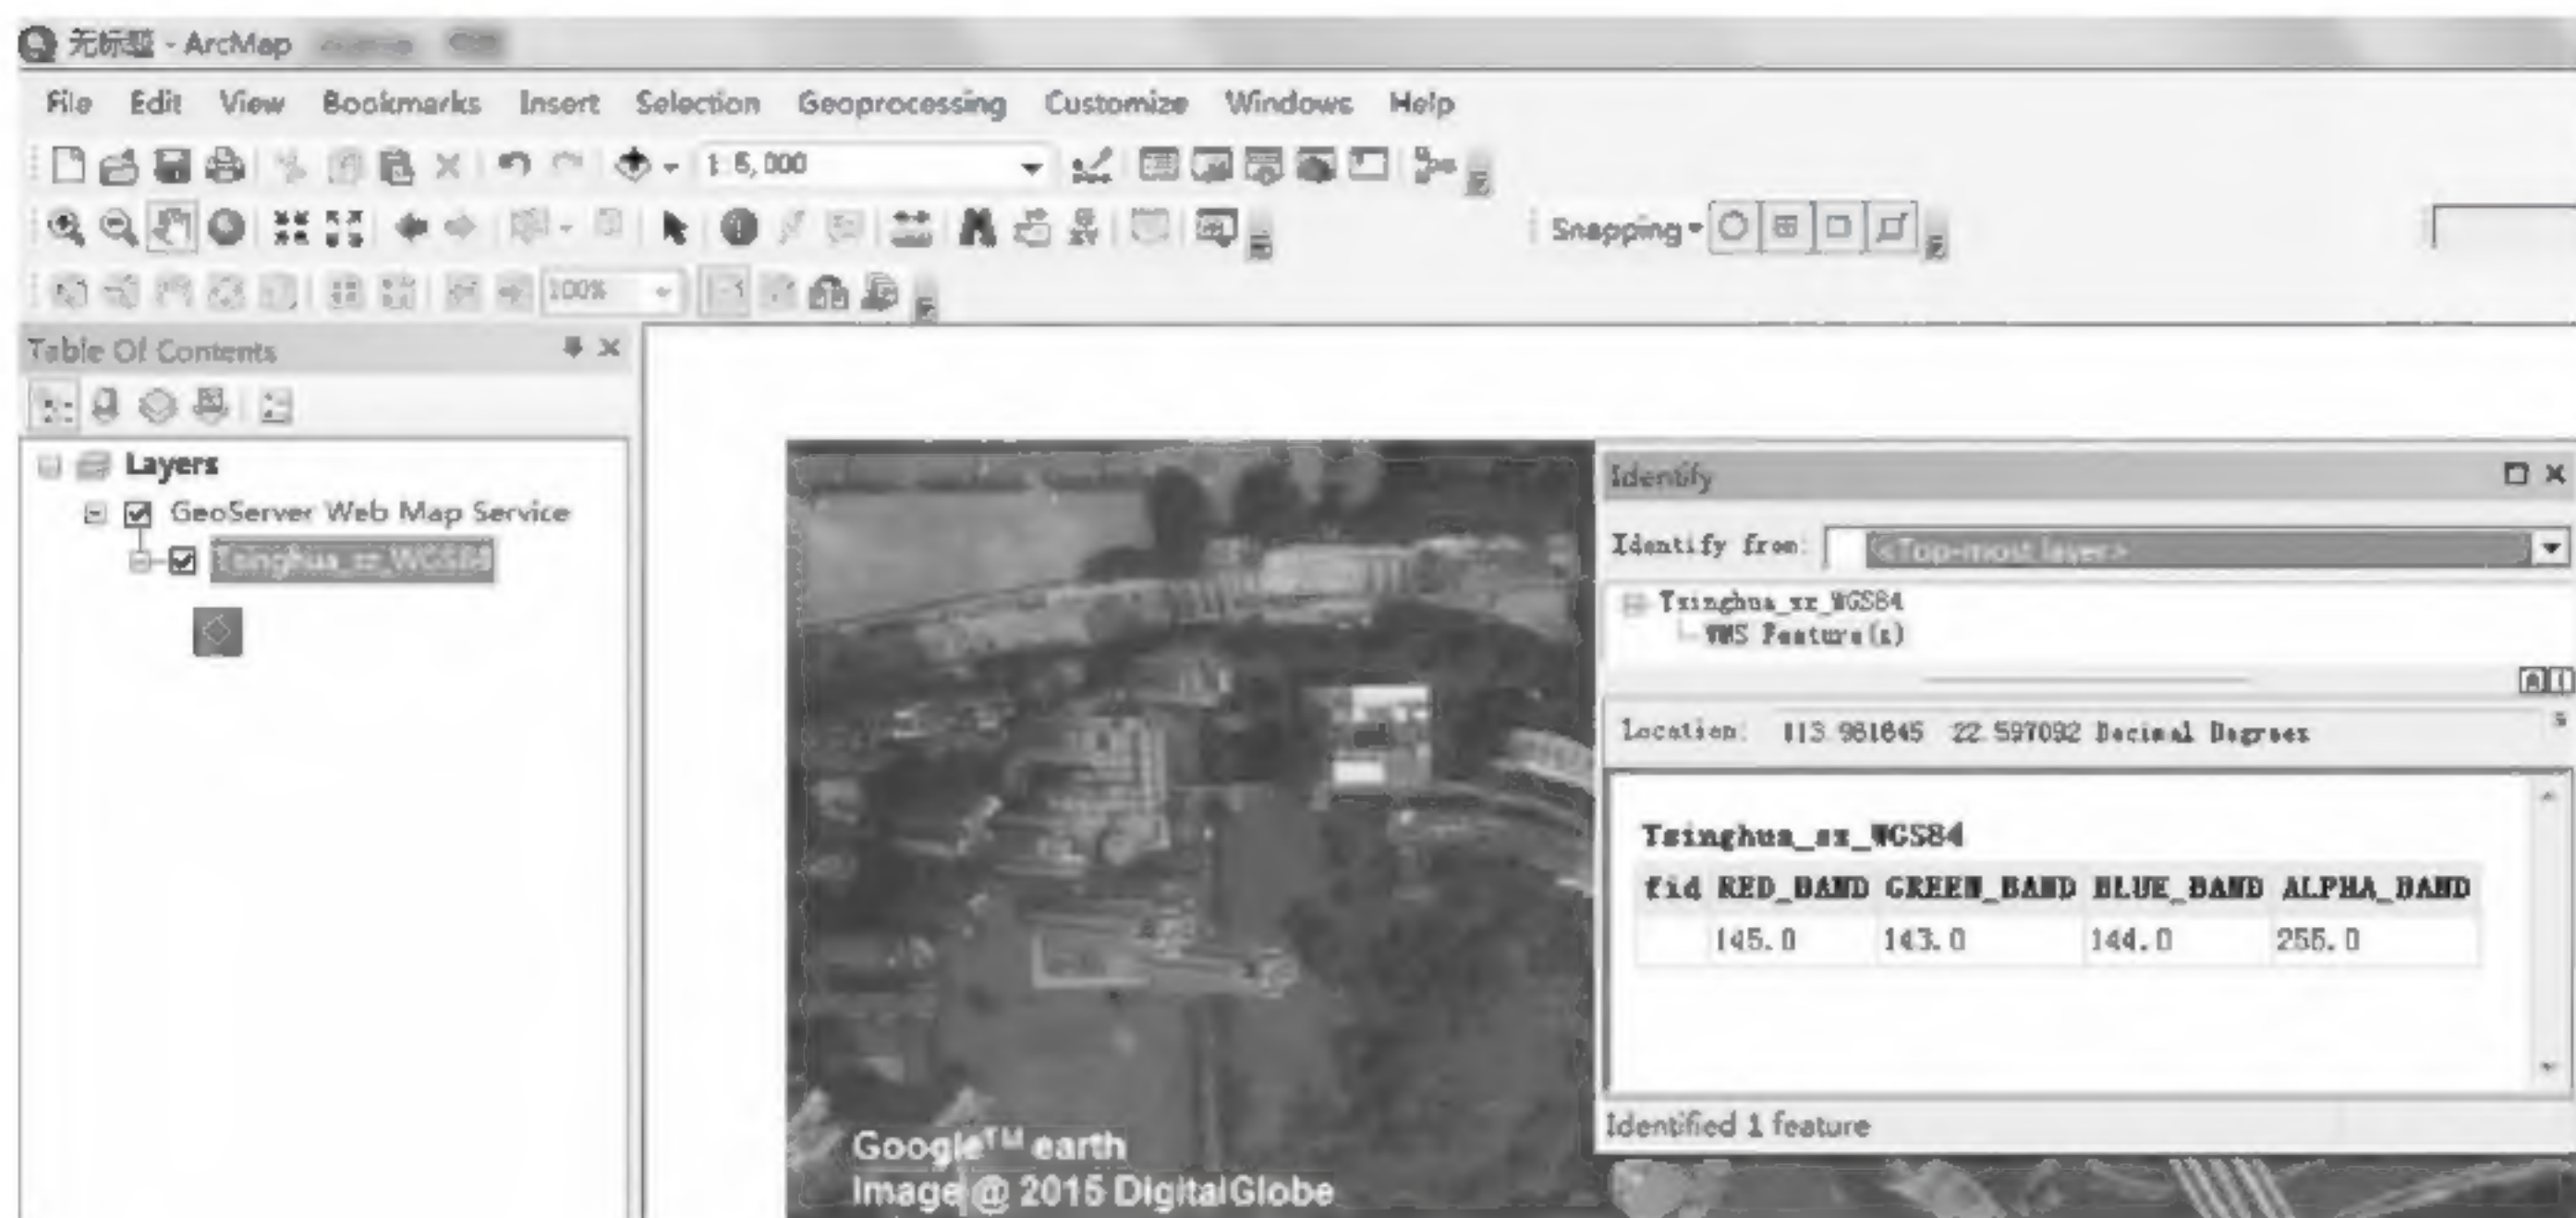 无标题 - ArcMap
File Edit View Bookmarks Insert Selection Geoprocessing Customize Windows Help
1:5,000
Snapping
100%
Table Of Contents
Layers
GeoServer Web Map Service
Tsinghua_sz_WGS84
Identify
Identify from: <Top-most layer>
Tsinghua_sz_WGS84
WMS Feature(s)
Location: 113.981645 22.597092 Decimal Degrees
Tsinghua_sz_WGS84
fid RED_BAND GREEN_BAND BLUE_BAND ALPHA_BAND
145.0 143.0 144.0 255.0
Identified 1 feature
Google™ earth
Image @ 2015 DigitalGlobe